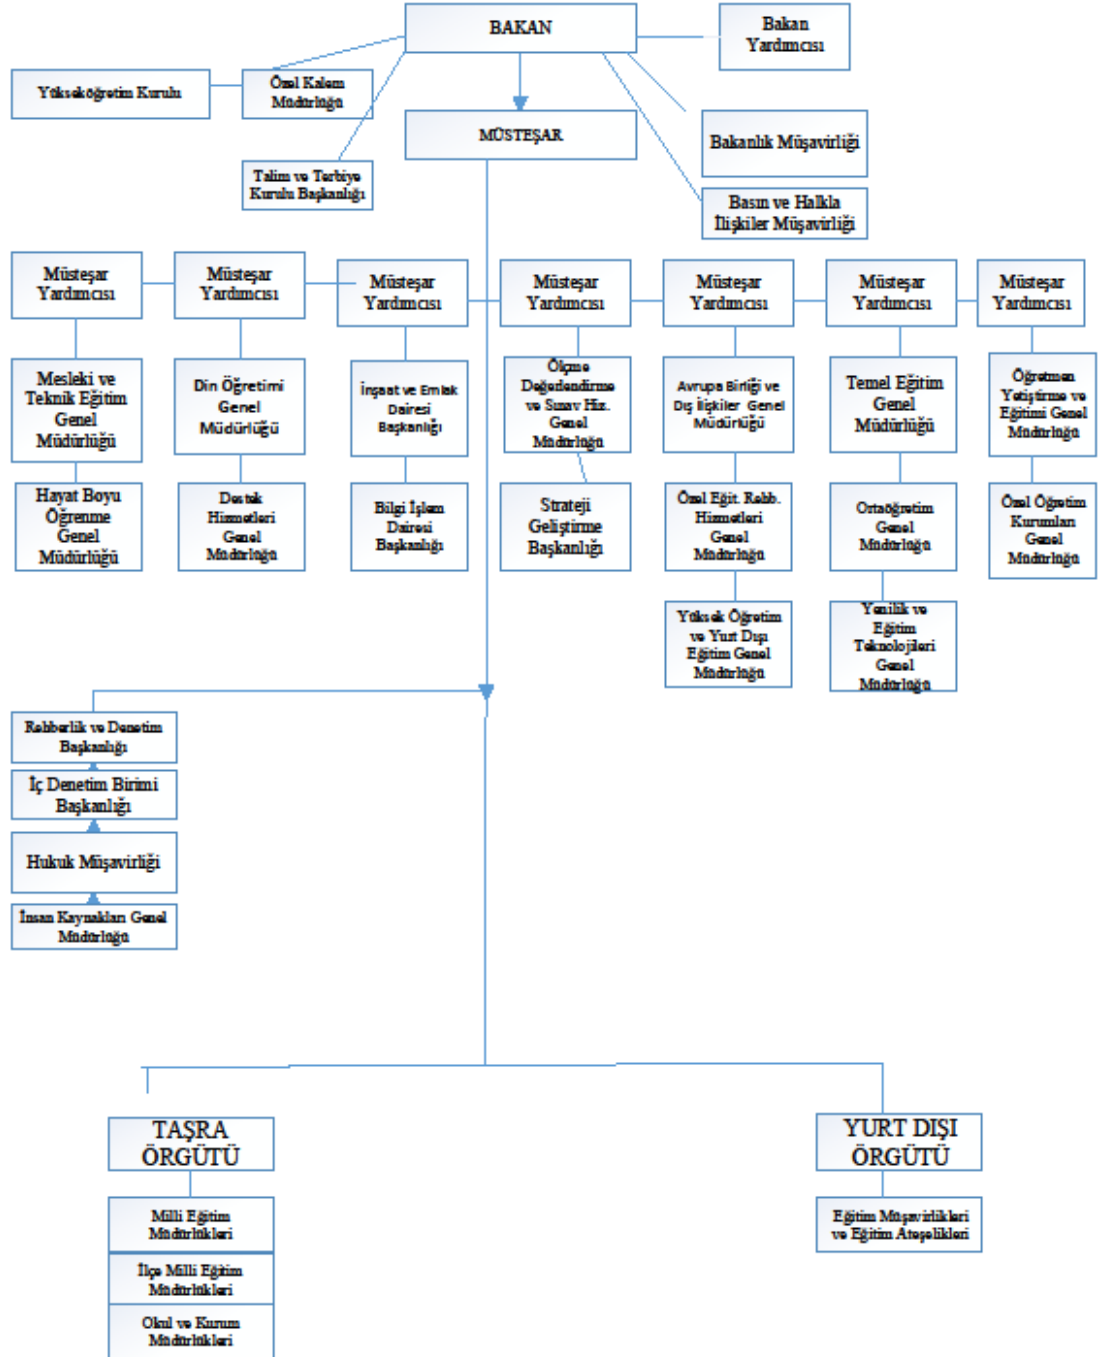 BAKAN
Bakan
Yardımcısı
Yükseköğretim Kurulu
Özel Kalem
Müdürlüğü
MÜSTEŞAR
Bakanlık Müşavirliği
Talim ve Terbiye
Kurulu Başkanlığı
Basın ve Halkla
İlişkiler Müşavirliği
Müsteşar
Yardımcısı
Müsteşar
Yardımcısı
Müsteşar
Yardımcısı
Müsteşar
Yardımcısı
Müsteşar
Yardımcısı
Müsteşar
Yardımcısı
Müsteşar
Yardımcısı
Mesleki ve
Teknik Eğitim
Genel
Müdürlüğü
Din Öğretimi
Genel
Müdürlüğü
İnşaat ve Emlak
Dairesi
Başkanlığı
Ölçme
Değerlendirme
ve Sınav Hiz.
Genel
Müdürlüğü
Avrupa Birliği ve
Dış İlişkiler Genel
Müdürlüğü
Temel Eğitim
Genel
Müdürlüğü
Öğretmen
Yetiştirme ve
Eğitimi Genel
Müdürlüğü
Hayat Boyu
Öğrenme
Genel
Müdürlüğü
Destek
Hizmetleri
Genel
Müdürlüğü
Bilgi İşlem
Dairesi
Başkanlığı
Strateji
Geliştirme
Başkanlığı
Özel Eğit. Rehb.
Hizmetleri
Genel
Müdürlüğü
Ortaöğretim
Genel
Müdürlüğü
Özel Öğretim
Kurumları
Genel
Müdürlüğü
Yüksek Öğretim
ve Yurt Dışı
Eğitim Genel
Müdürlüğü
Yenilik ve
Eğitim
Teknolojileri
Genel
Müdürlüğü
Rehberlik ve Denetim
Başkanlığı
İç Denetim Birimi
Başkanlığı
Hukuk Müşavirliği
İnsan Kaynakları Genel
Müdürlüğü
TAŞRA
ÖRGÜTÜ
YURT DIŞI
ÖRGÜTÜ
Milli Eğitim
Müdürlükleri
Eğitim Müşavirlikleri
ve Eğitim Ateşelikleri
İlçe Milli Eğitim
Müdürlükleri
Okul ve Kurum
Müdürlükleri